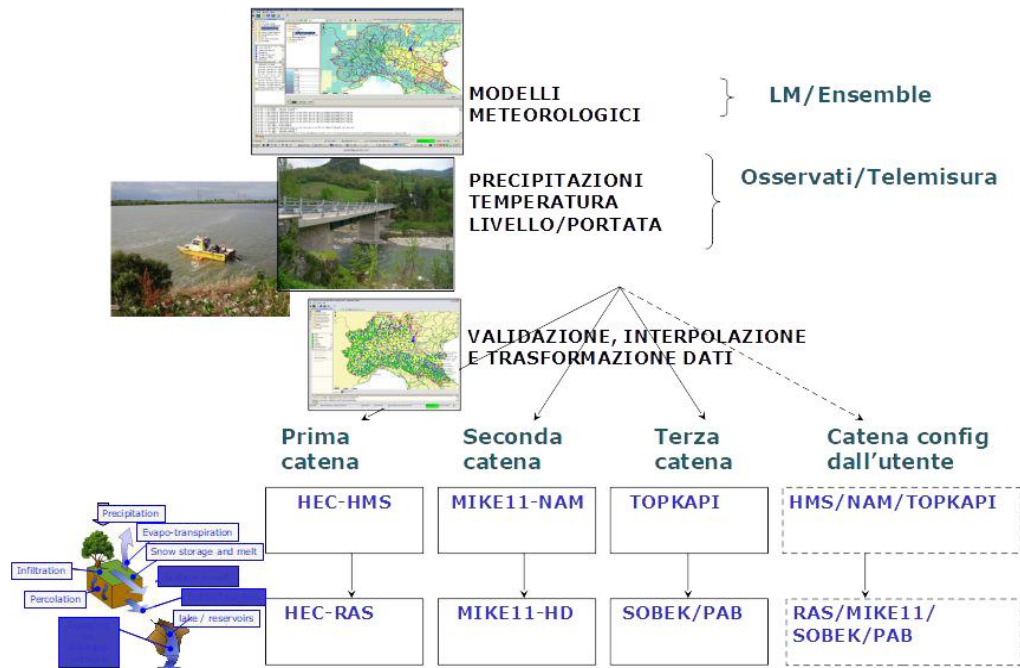 MODELLI
METEOROLOGICI
LM/Ensemble
PRECIPITAZIONI
TEMPERATURA
LIVELLO/PORTATA
Osservati/Telemisura
VALIDAZIONE, INTERPOLAZIONE
E TRASFORMAZIONE DATI
Prima
catena
Seconda
catena
Terza
catena
Catena config
dall'utente
HEC-HMS
MIKE11-NAM
TOPKAPI
HMS/NAM/TOPKAPI
Precipitation
Evapo-transpiration
Snow storage and melt
Infiltration
Percolation
lake / reservoirs
HEC-RAS
MIKE11-HD
SOBEK/PAB
RAS/MIKE11/
SOBEK/PAB